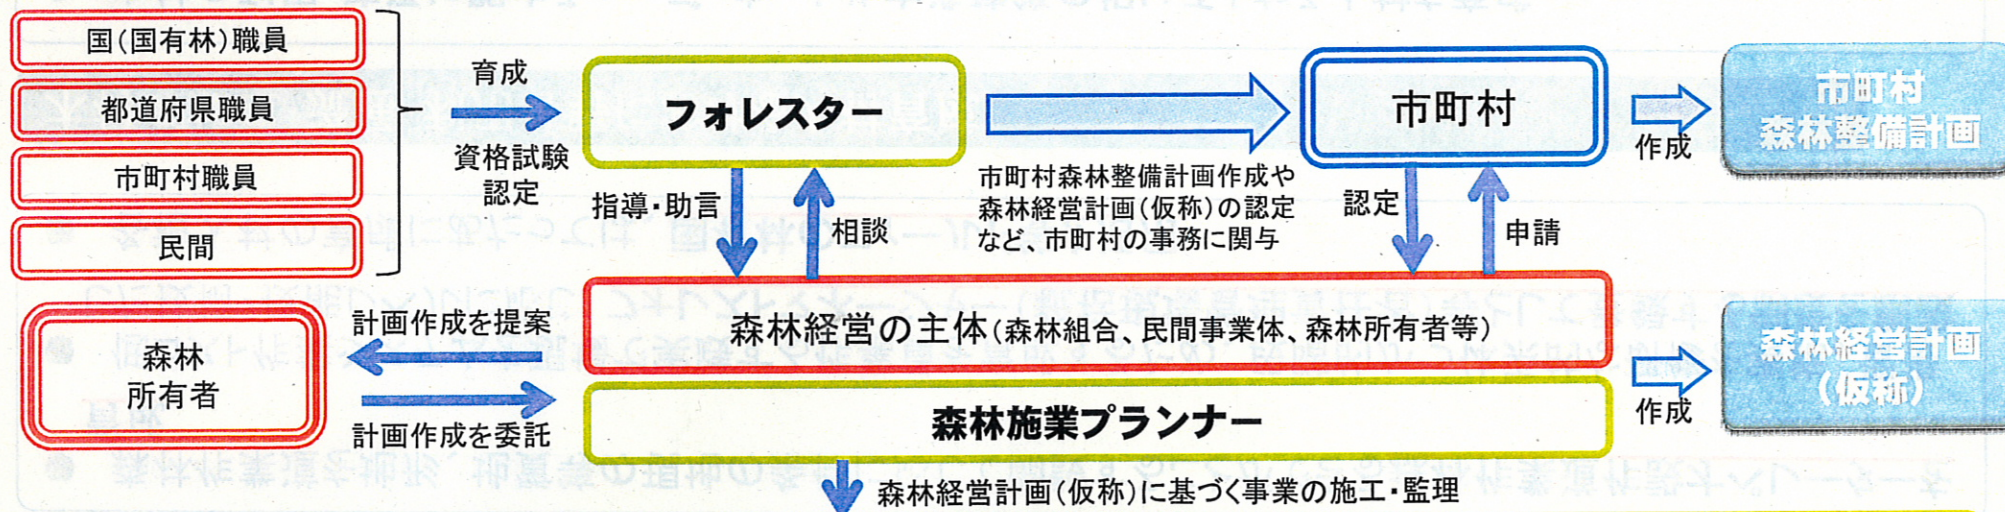 国(国有林)職員
都道府県職員
市町村職員
民間
育成
資格試験
認定
フォレスター
市町村森林整備計画作成や
森林経営計画(仮称)の認定
など、市町村の事務に関与
市町村
作成
市町村
森林整備計画
指導・助言
相談
認定
申請
森林
所有者
計画作成を提案
計画作成を委託
森林経営の主体(森林組合、民間事業体、森林所有者等)
森林施業プランナー
作成
森林経営計画
(仮称)
森林経営計画(仮称)に基づく事業の施工・監理